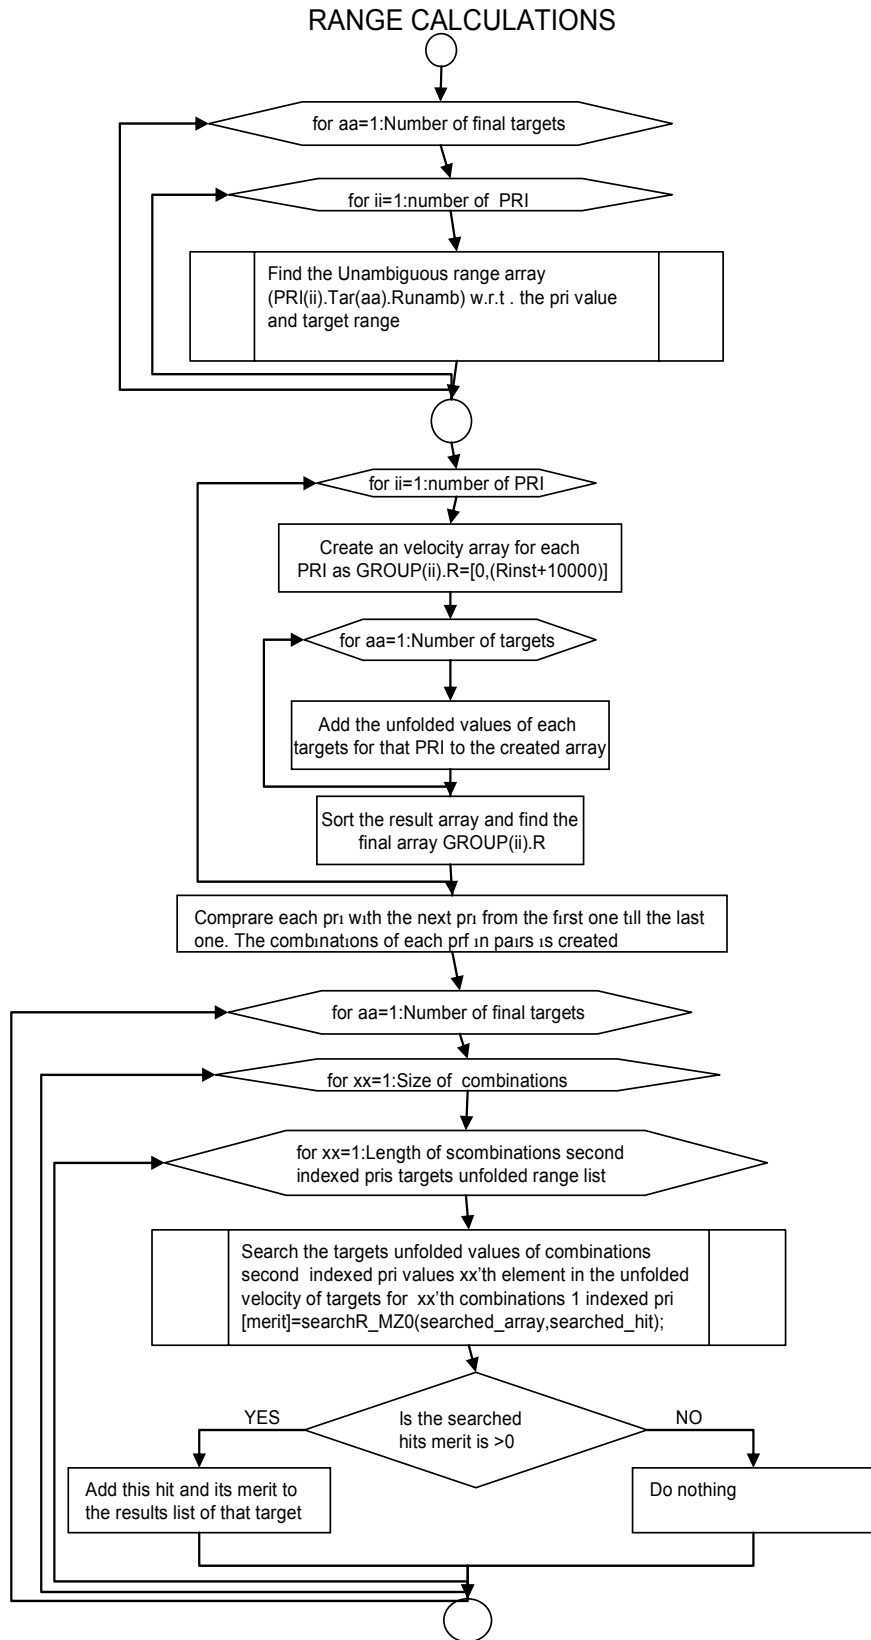 RANGE CALCULATIONS
for aa=1:Number of final targets
for ii=1:number of  PRI
Find the Unambiguous range array
(PRI(ii).Tar(aa).Runamb) w.r.t . the pri value
and target range
for ii=1:number of PRI
Create an velocity array for each
PRI as GROUP(ii).R=[0,(Rinst+10000)]
for aa=1:Number of targets
Add the unfolded values of each
targets for that PRI to the created array
Sort the result array and find the
final array GROUP(ii).R
Comprare each prı wıth the next prı from the fırst one tıll the last
one. The combınatıons of each prf ın paırs ıs created
for aa=1:Number of final targets
for xx=1:Size of  combinations
for xx=1:Length of scombinations second
indexed pris targets unfolded range list
Search the targets unfolded values of combinations
second  indexed pri values xx'th element in the unfolded
velocity of targets for  xx'th combinations 1 indexed pri
[merit]=searchR_MZ0(searched_array,searched_hit);
Is the searched
hits merit is >0
YES
NO
Add this hit and its merit to
the results list of that target
Do nothing